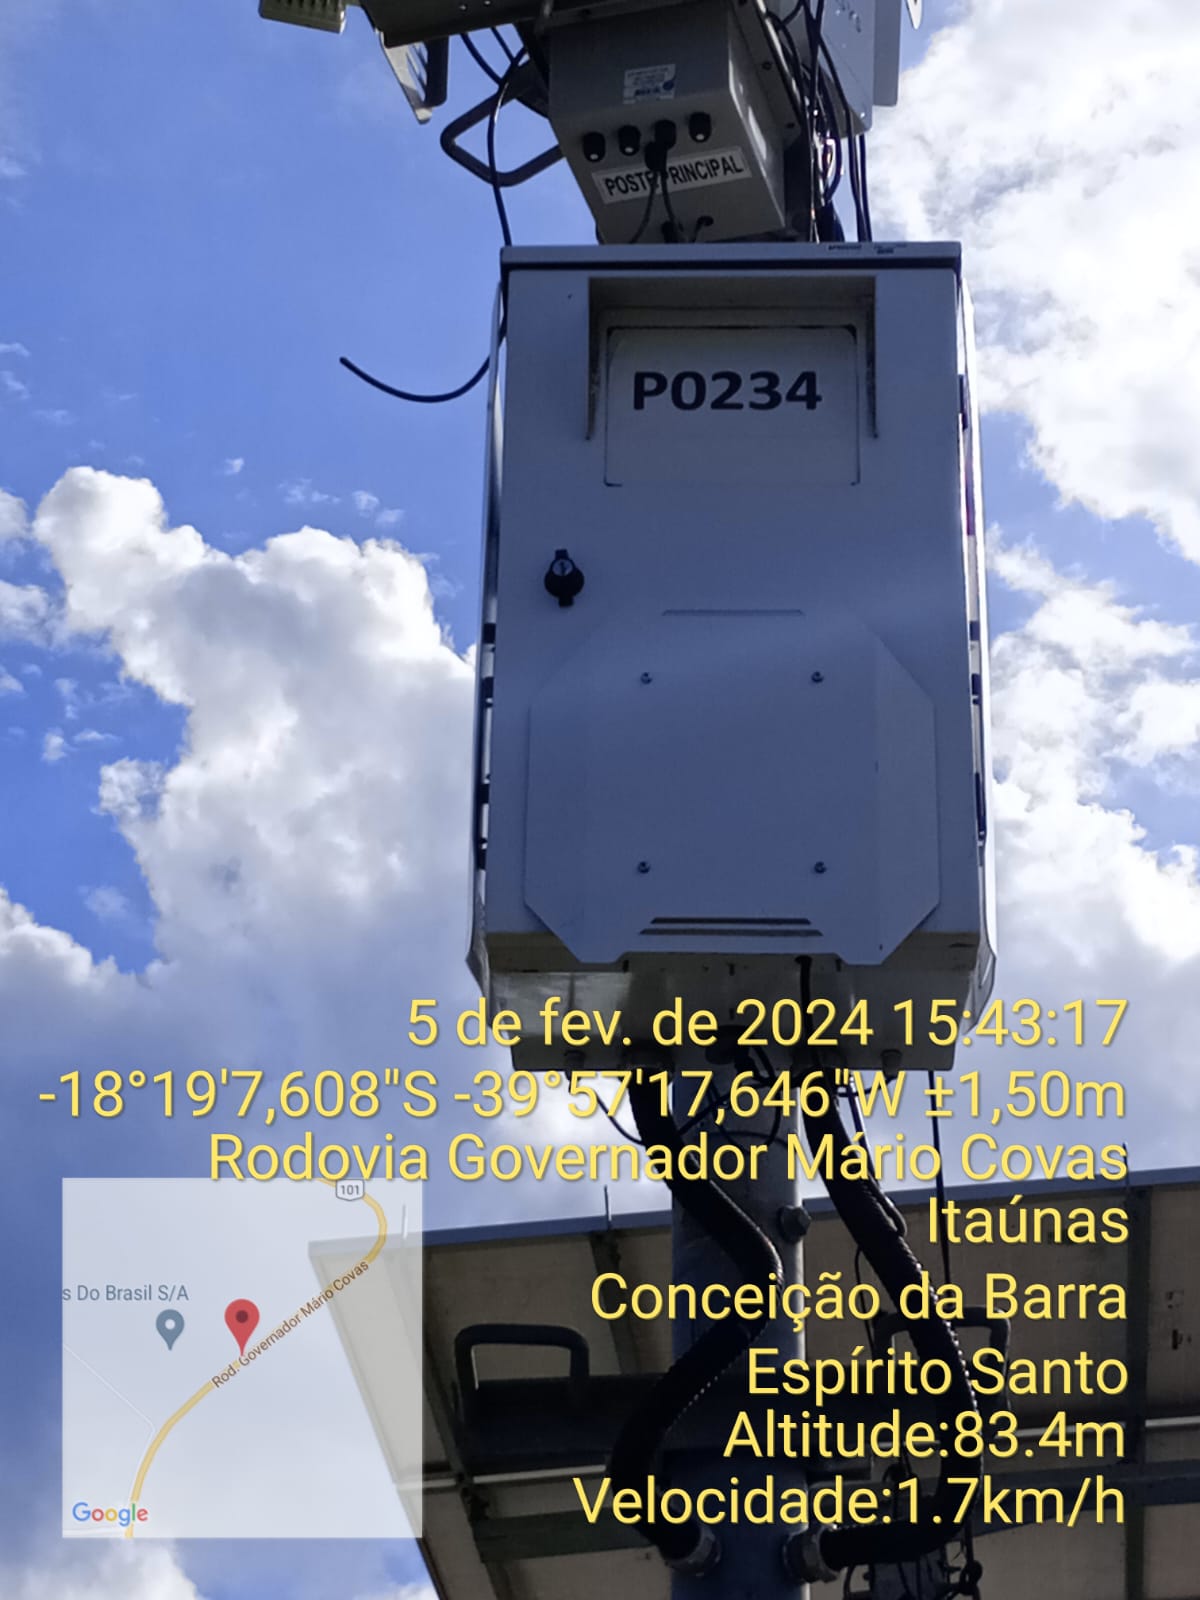 POSTE PRINCIPAL
P0234
5 de fev. de 2024 15:43:17
-18°19'7,608"S -39°57'17,646"W ±1,50m
Rodovia Governador Mário Covas
Itaúnas
Conceição da Barra
Espírito Santo
Altitude:83.4m
Velocidade:1.7km/h
101
s Do Brasil S/A
Rod. Governador Mário Covas
Google